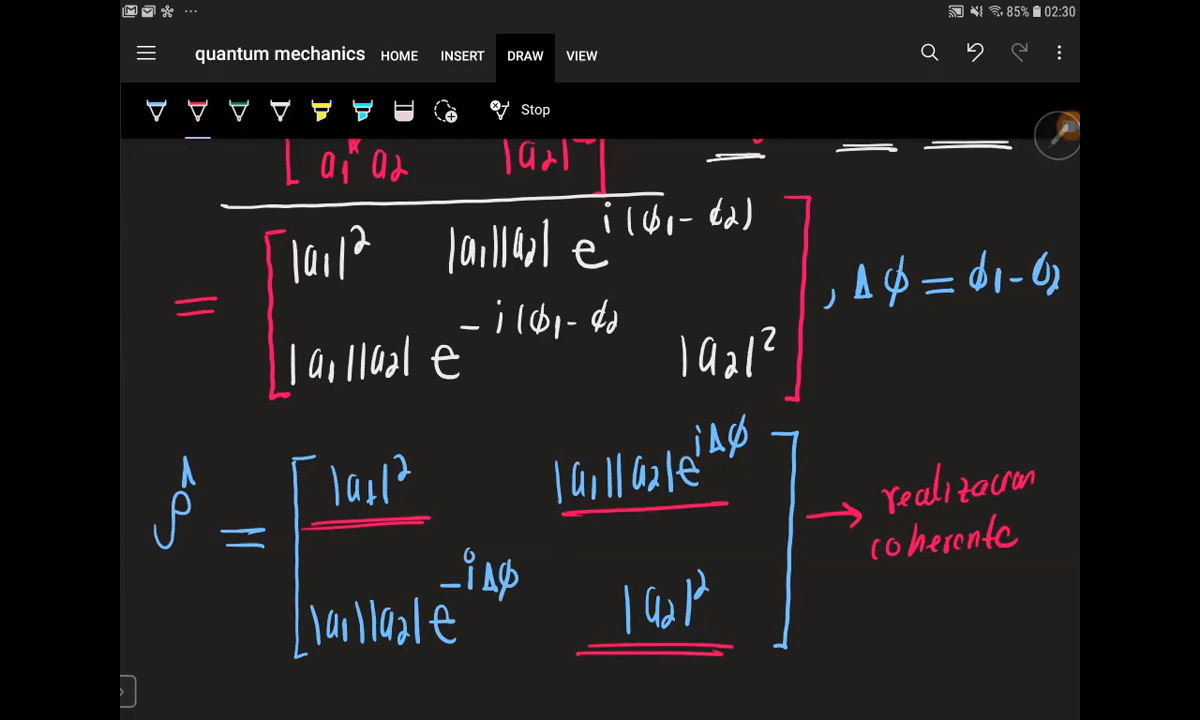 85% 02:30
quantum mechanics HOME INSERT DRAW VIEW
Stop
a₁* a₂ |a₂|²
= [ |a₁|² |a₁||a₂| e^{i(φ₁-φ₂)}
|a₁||a₂| e^{-i(φ₁-φ₂} |a₂|² ] , Δφ = φ₁-φ₂
ρ^ = [ |a₁|² |a₁||a₂|e^{iΔφ}
|a₁||a₂|e^{-iΔφ} |a₂|² ] → realizacion
coherente